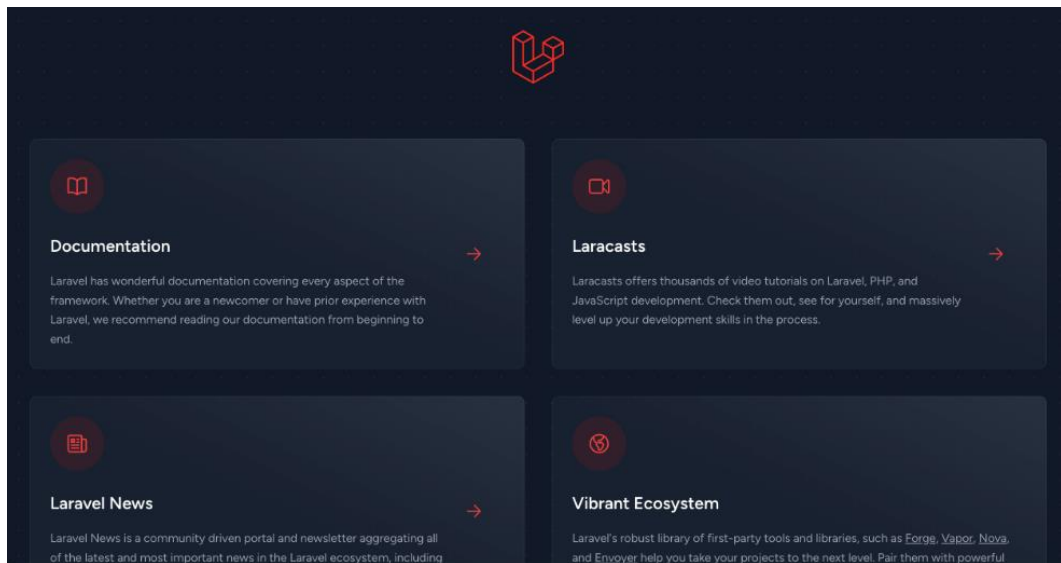 Documentation
Laravel has wonderful documentation covering every aspect of the
framework. Whether you are a newcomer or have prior experience with
Laravel, we recommend reading our documentation from beginning to
end.
Laracasts
Laracasts offers thousands of video tutorials on Laravel, PHP, and
JavaScript development. Check them out, see for yourself, and massively
level up your development skills in the process.
Laravel News
Laravel News is a community driven portal and newsletter aggregating all
of the latest and most important news in the Laravel ecosystem, including
Vibrant Ecosystem
Laravel's robust library of first-party tools and libraries, such as Forge, Vapor, Nova,
and Envoyer help you take your projects to the next level. Pair them with powerful